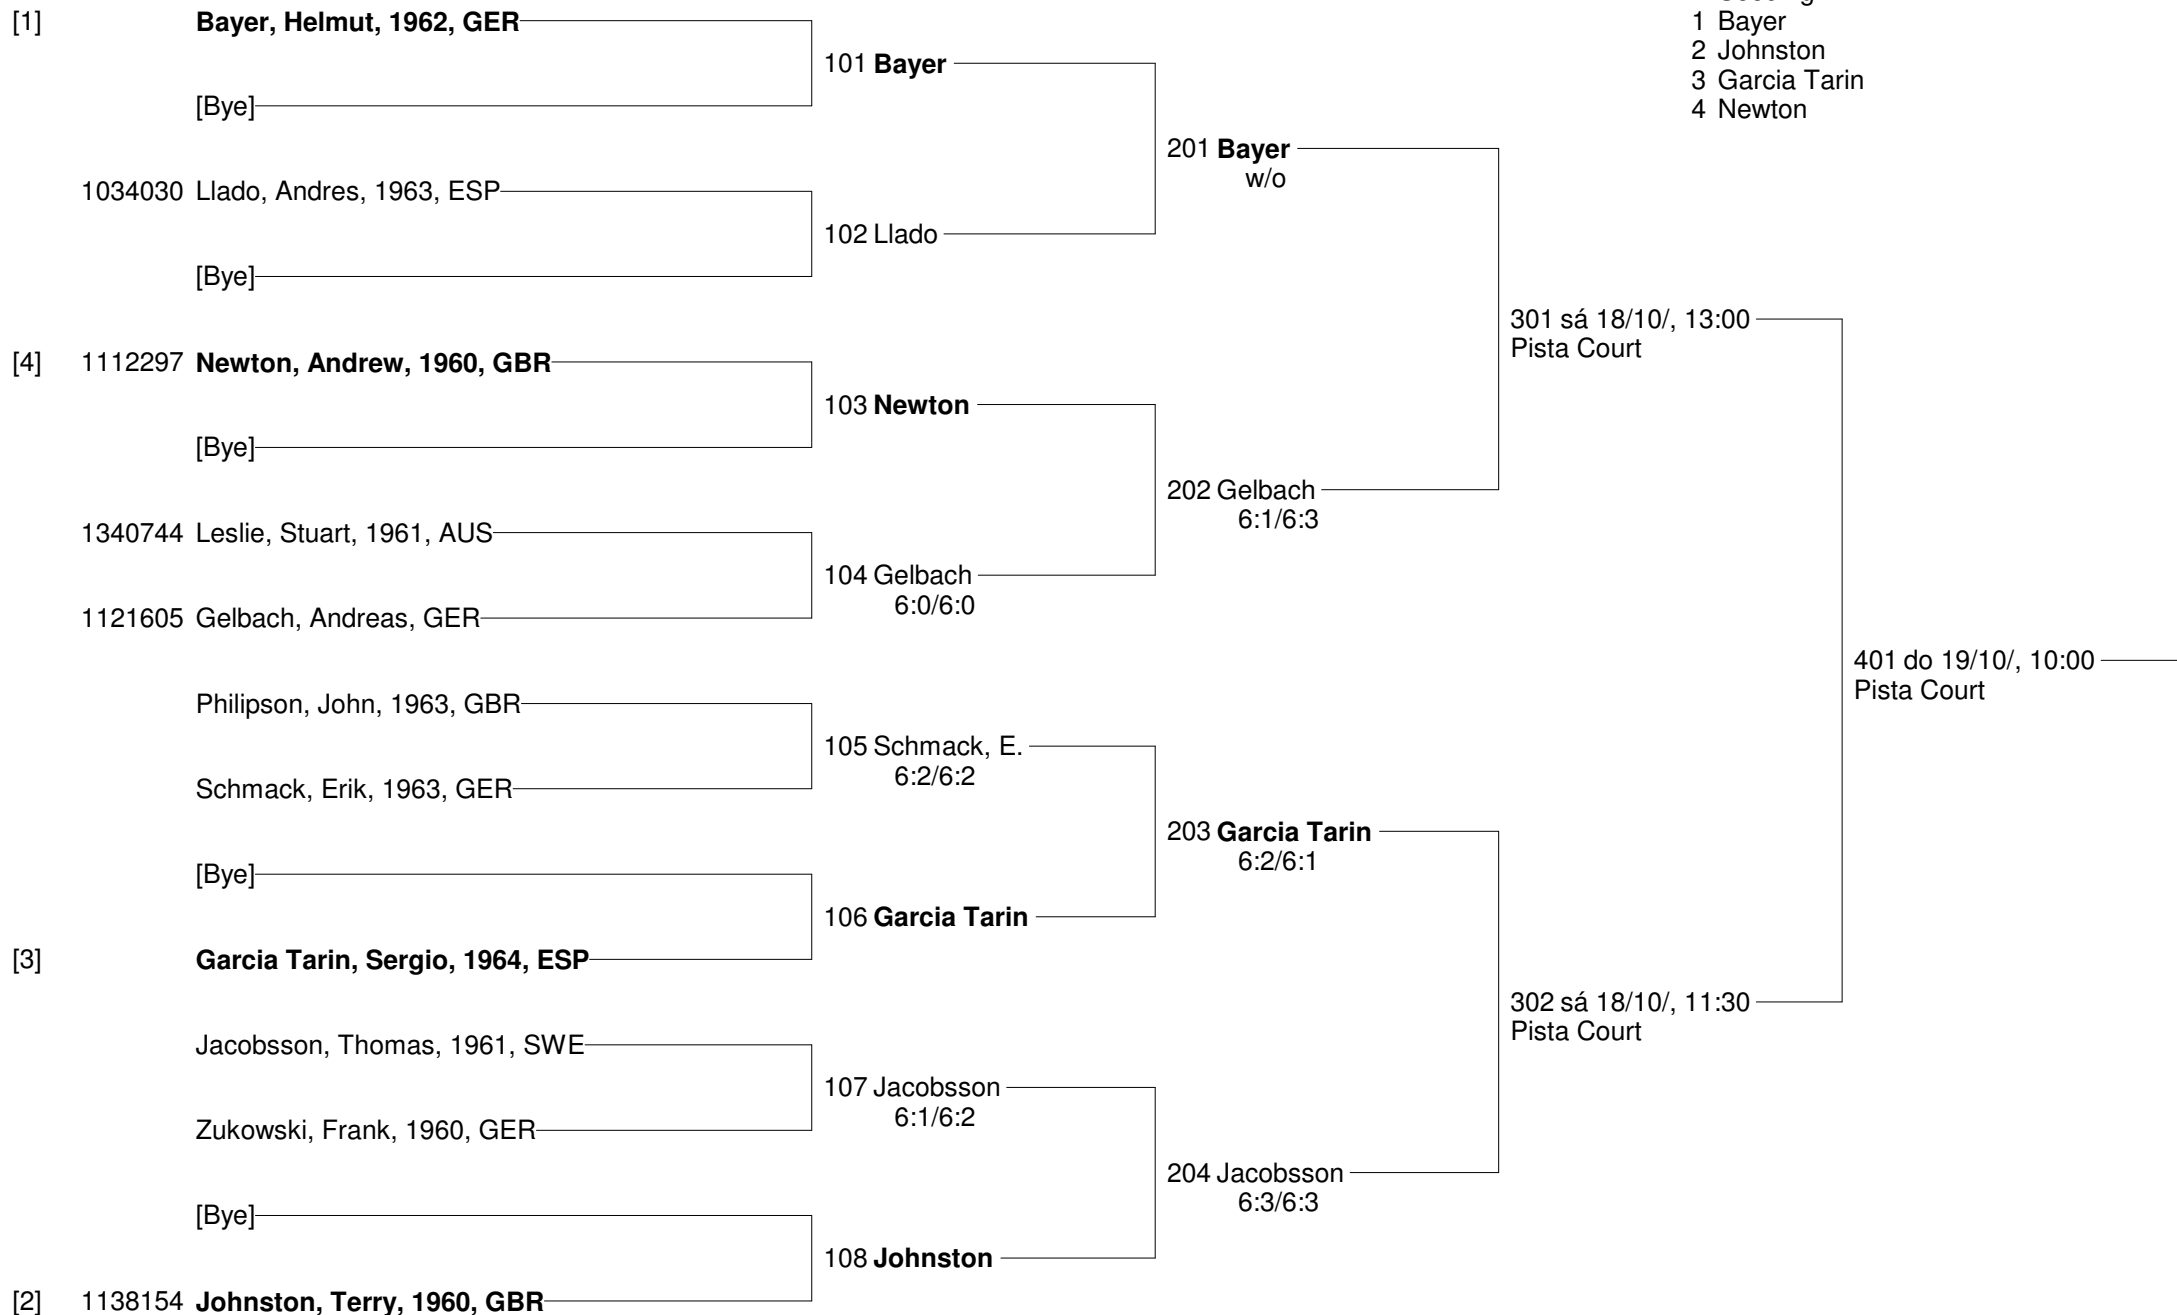 [1] Bayer, Helmut, 1962, GER
[Bye]
1034030 Llado, Andres, 1963, ESP
[Bye]
[4] 1112297 Newton, Andrew, 1960, GBR
[Bye]
1340744 Leslie, Stuart, 1961, AUS
1121605 Gelbach, Andreas, GER
Philipson, John, 1963, GBR
Schmack, Erik, 1963, GER
[Bye]
[3] Garcia Tarin, Sergio, 1964, ESP
Jacobsson, Thomas, 1961, SWE
Zukowski, Frank, 1960, GER
[Bye]
[2] 1138154 Johnston, Terry, 1960, GBR
101 Bayer
102 Llado
103 Newton
104 Gelbach
6:0/6:0
105 Schmack, E.
6:2/6:2
106 Garcia Tarin
107 Jacobsson
6:1/6:2
108 Johnston
201 Bayer
w/o
202 Gelbach
6:1/6:3
203 Garcia Tarin
6:2/6:1
204 Jacobsson
6:3/6:3
301 sá 18/10/, 13:00
Pista Court
302 sá 18/10/, 11:30
Pista Court
401 do 19/10/, 10:00
Pista Court
1 Bayer
2 Johnston
3 Garcia Tarin
4 Newton